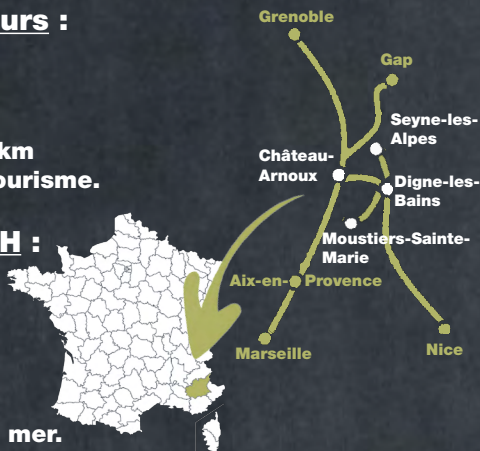 urs :
km
ourisme.
H :
mer.
Grenoble
Gap
Seyne-les-
Alpes
Château-
Arnoux
Digne-les-
Bains
Moustiers-Sainte-
Marie
Aix-en-Provence
Marseille
Nice